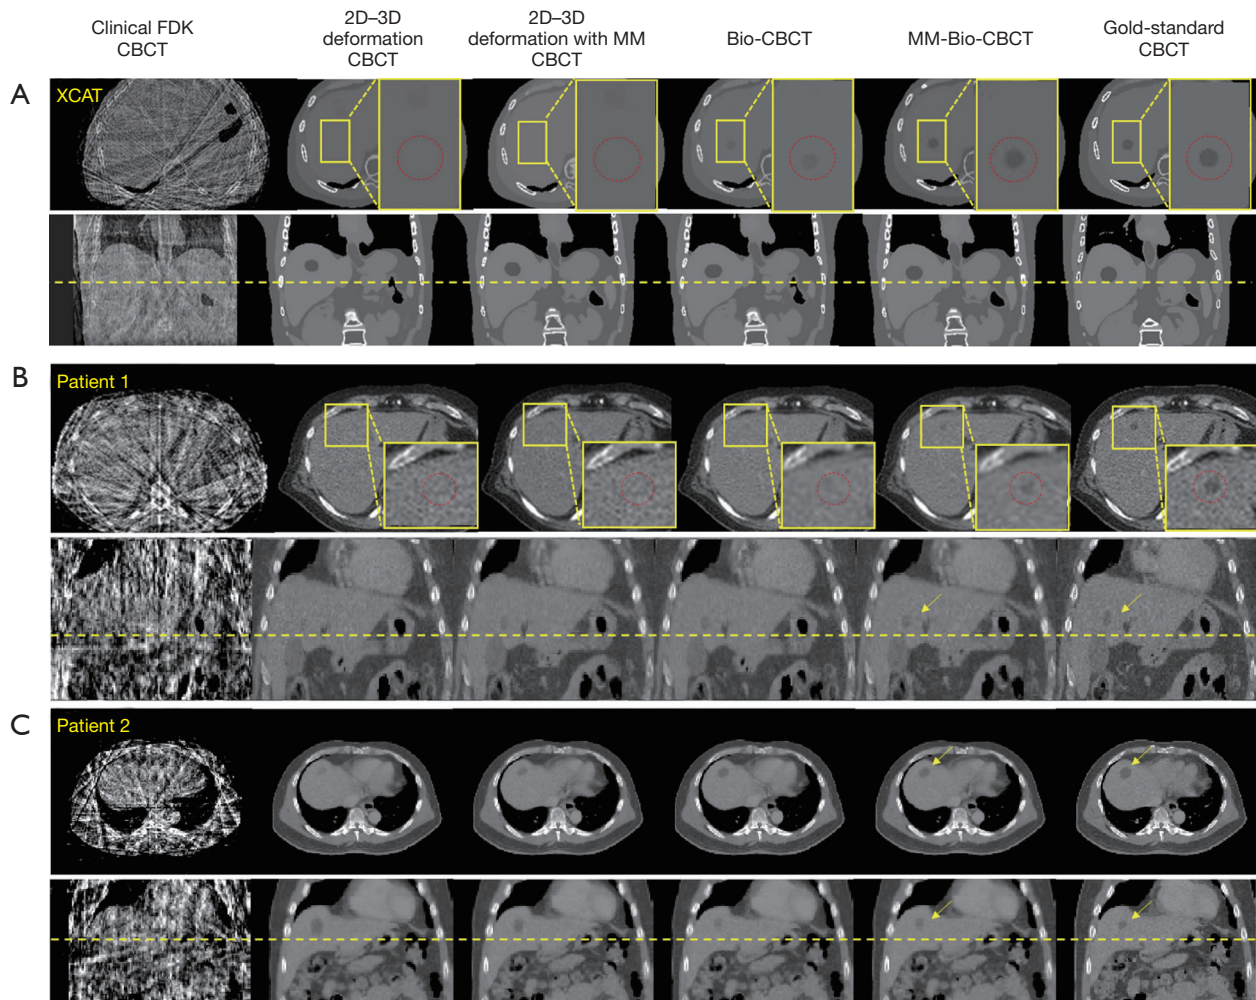 Clinical FDK
CBCT
2D–3D
deformation
CBCT
2D–3D
deformation with MM
CBCT
Bio-CBCT
MM-Bio-CBCT
Gold-standard
CBCT
A
XCAT
B
Patient 1
C
Patient 2